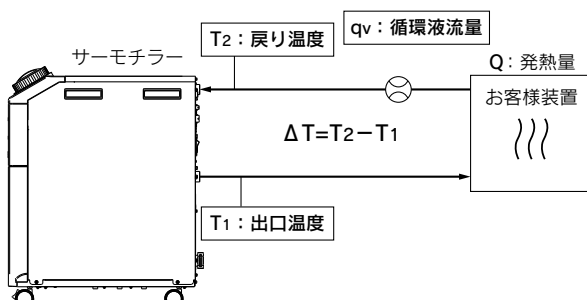 サーモチラー
T2：戻り温度
qv：循環液流量
Q：発熱量
お客様装置
ΔT=T2−T1
T1：出口温度